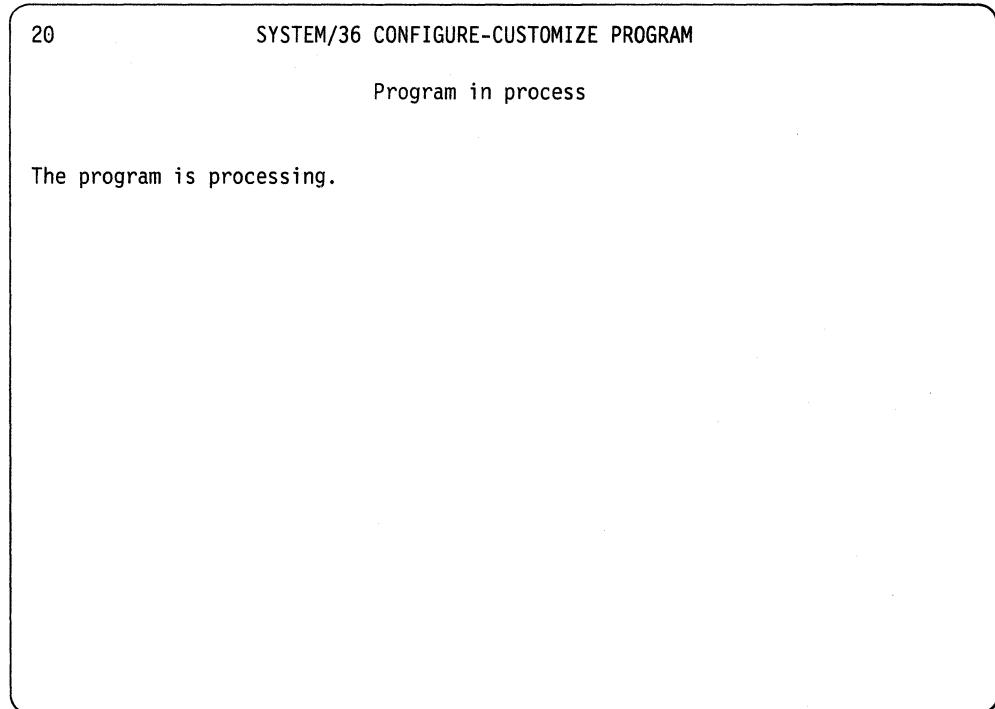 20 SYSTEM/36 CONFIGURE-CUSTOMIZE PROGRAM
Program in process
The program is processing.